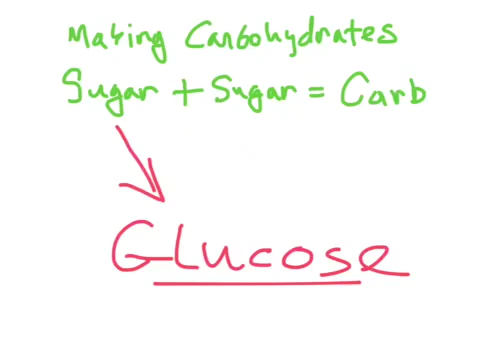 Making Carbohydrates
Sugar + Sugar = Carb
Glucose